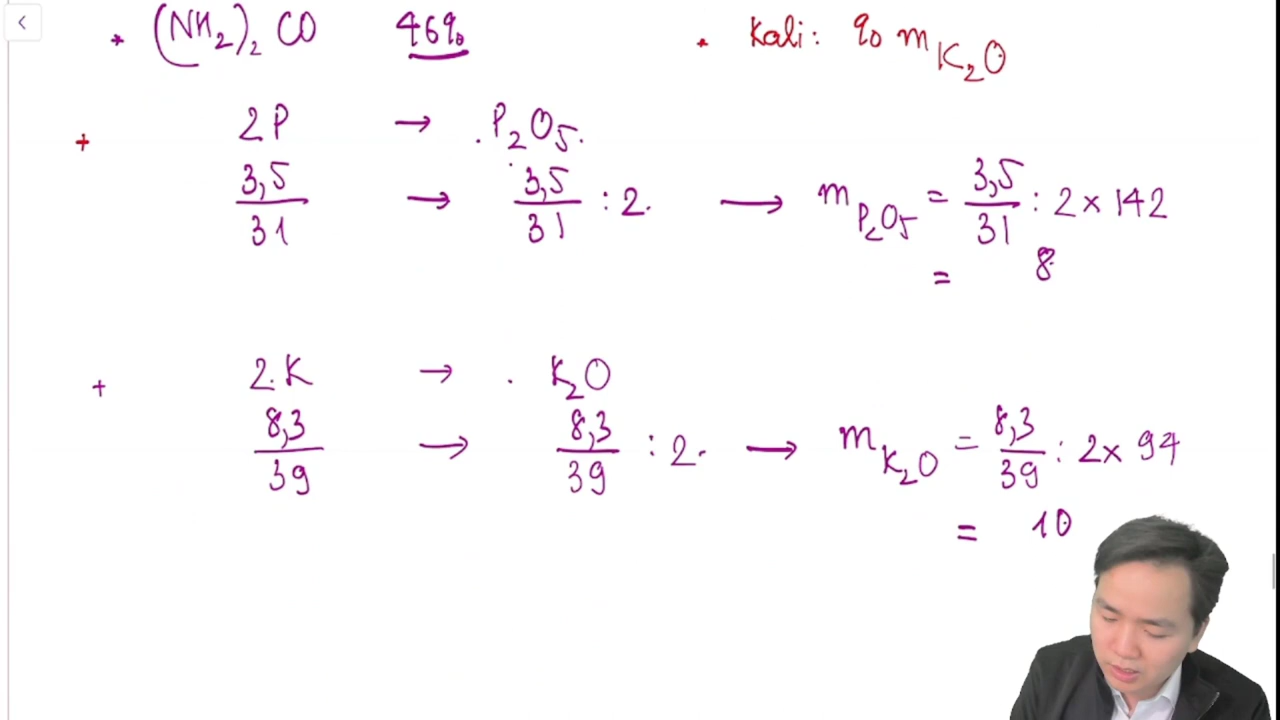 * (NH₂)₂ CO 46%
• Kali: % m K₂O
+ 2P → P₂O₅
3,5/31 → 3,5/31 : 2 → m P₂O₅ = 3,5/31 : 2 × 142
= 8
+ 2K → K₂O
8,3/39 → 8,3/39 : 2 → m K₂O = 8,3/39 : 2 × 94
= 10